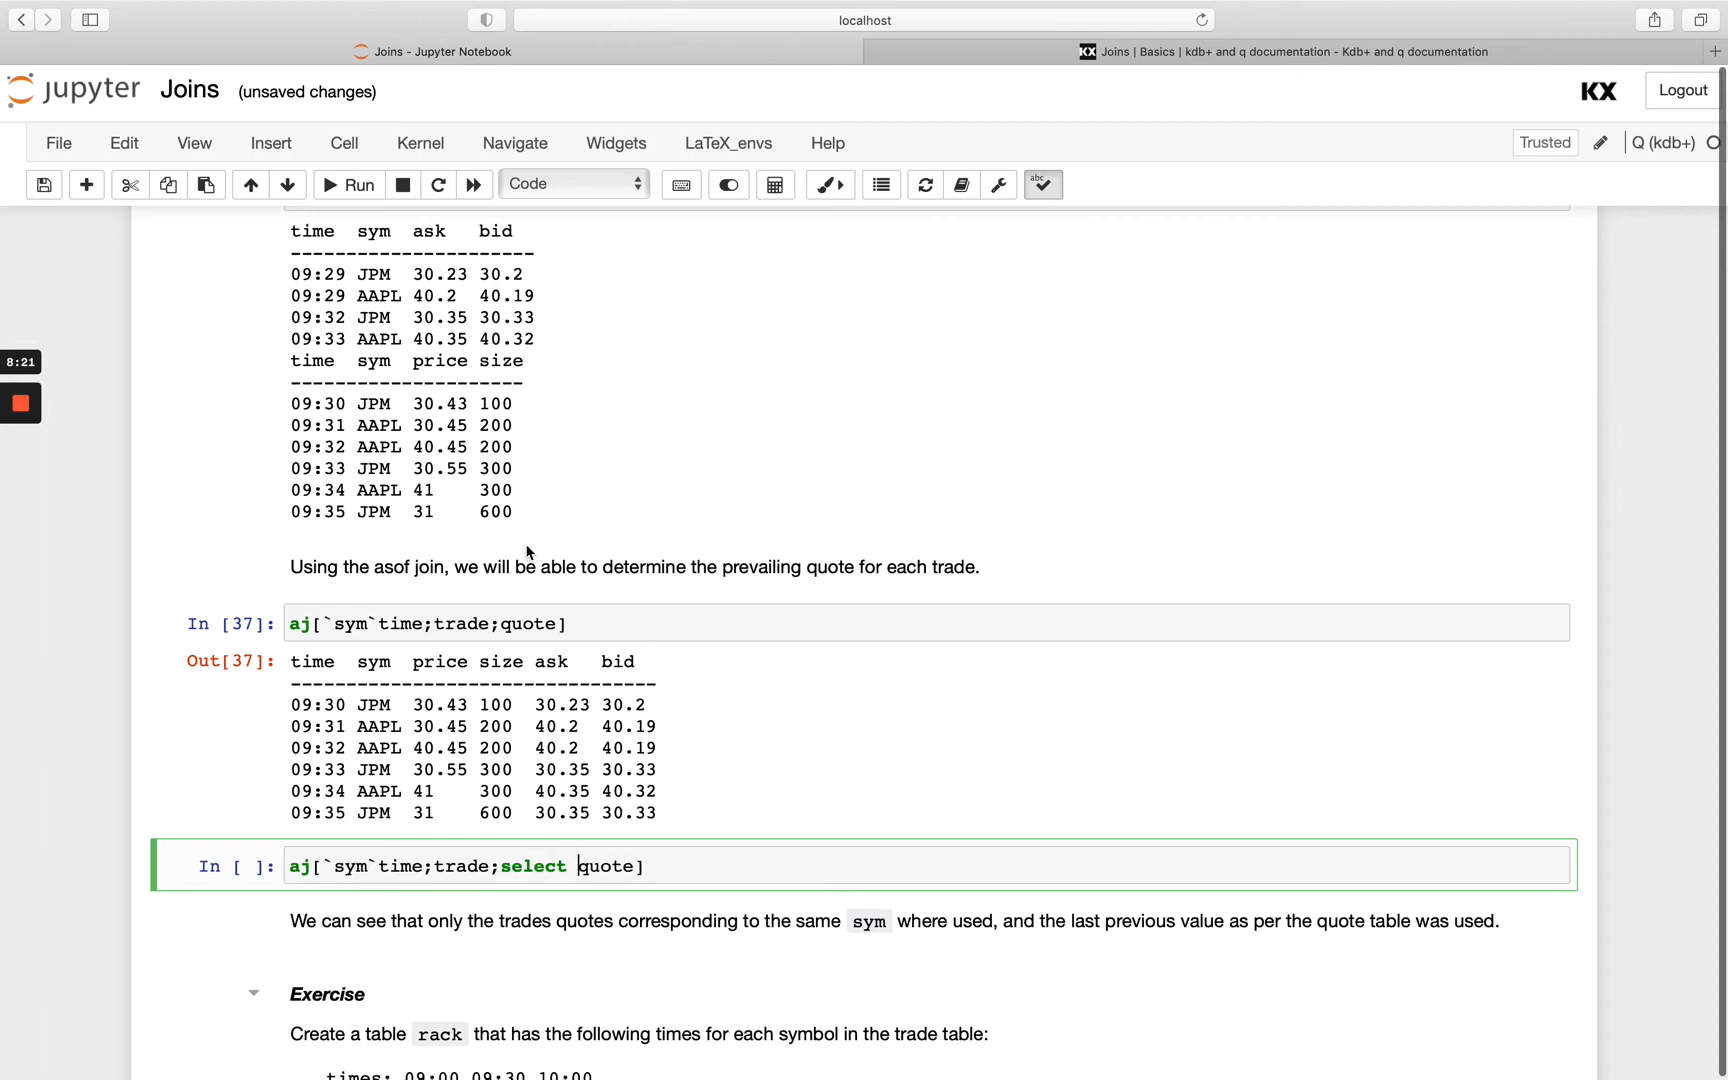 localhost
Joins - Jupyter Notebook
KX Joins | Basics | kdb+ and q documentation - Kdb+ and q documentation
jupyter Joins (unsaved changes)
KX
Logout
File Edit View Insert Cell Kernel Navigate Widgets LaTeX_envs Help
Trusted
Q (kdb+)
Run
Code
abc
8:21
time sym ask bid
----------------------
09:29 JPM 30.23 30.2
09:29 AAPL 40.2 40.19
09:32 JPM 30.35 30.33
09:33 AAPL 40.35 40.32
time sym price size
---------------------
09:30 JPM 30.43 100
09:31 AAPL 30.45 200
09:32 AAPL 40.45 200
09:33 JPM 30.55 300
09:34 AAPL 41 300
09:35 JPM 31 600
Using the asof join, we will be able to determine the prevailing quote for each trade.
In [37]: aj[`sym`time;trade;quote]
Out[37]: time sym price size ask bid
---------------------------------
09:30 JPM 30.43 100 30.23 30.2
09:31 AAPL 30.45 200 40.2 40.19
09:32 AAPL 40.45 200 40.2 40.19
09:33 JPM 30.55 300 30.35 30.33
09:34 AAPL 41 300 40.35 40.32
09:35 JPM 31 600 30.35 30.33
In [ ]: aj[`sym`time;trade;select quote]
We can see that only the trades quotes corresponding to the same sym where used, and the last previous value as per the quote table was used.
Exercise
Create a table rack that has the following times for each symbol in the trade table:
times: 09:00 09:30 10:00